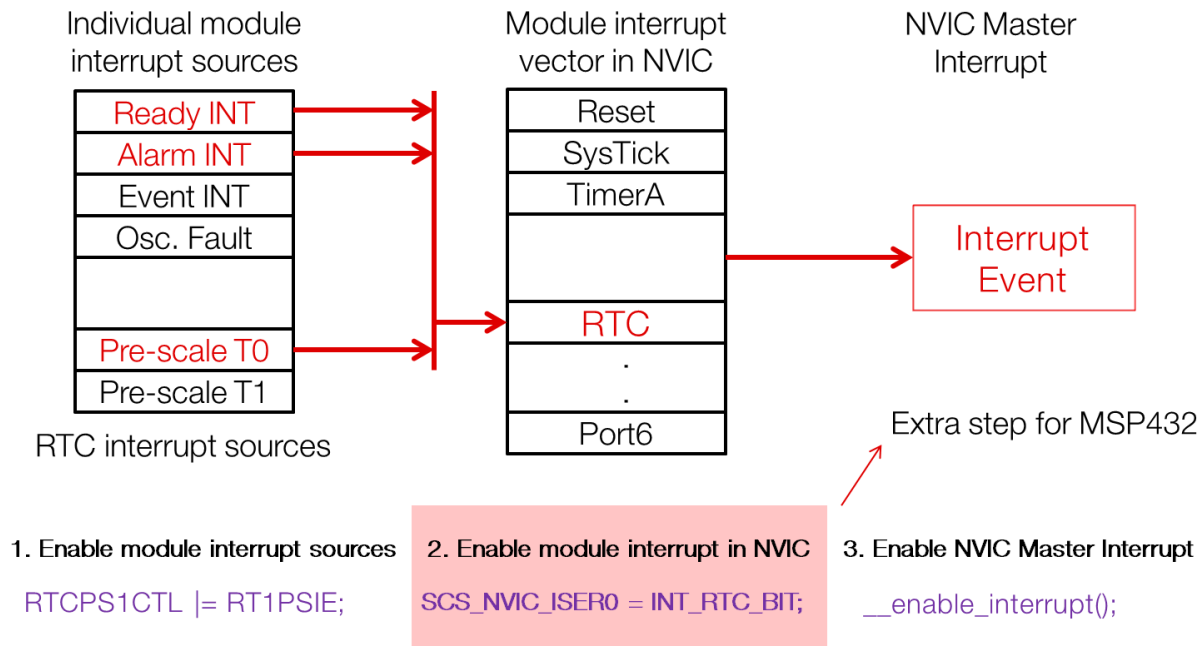 Individual module
interrupt sources
Ready INT
Alarm INT
Event INT
Osc. Fault
Pre-scale T0
Pre-scale T1
RTC interrupt sources
Module interrupt
vector in NVIC
Reset
SysTick
TimerA
RTC
.
.
Port6
NVIC Master
Interrupt
Interrupt
Event
Extra step for MSP432
1. Enable module interrupt sources
RTCPS1CTL |= RT1PSIE;
2. Enable module interrupt in NVIC
SCS_NVIC_ISER0 = INT_RTC_BIT;
3. Enable NVIC Master Interrupt
__enable_interrupt();